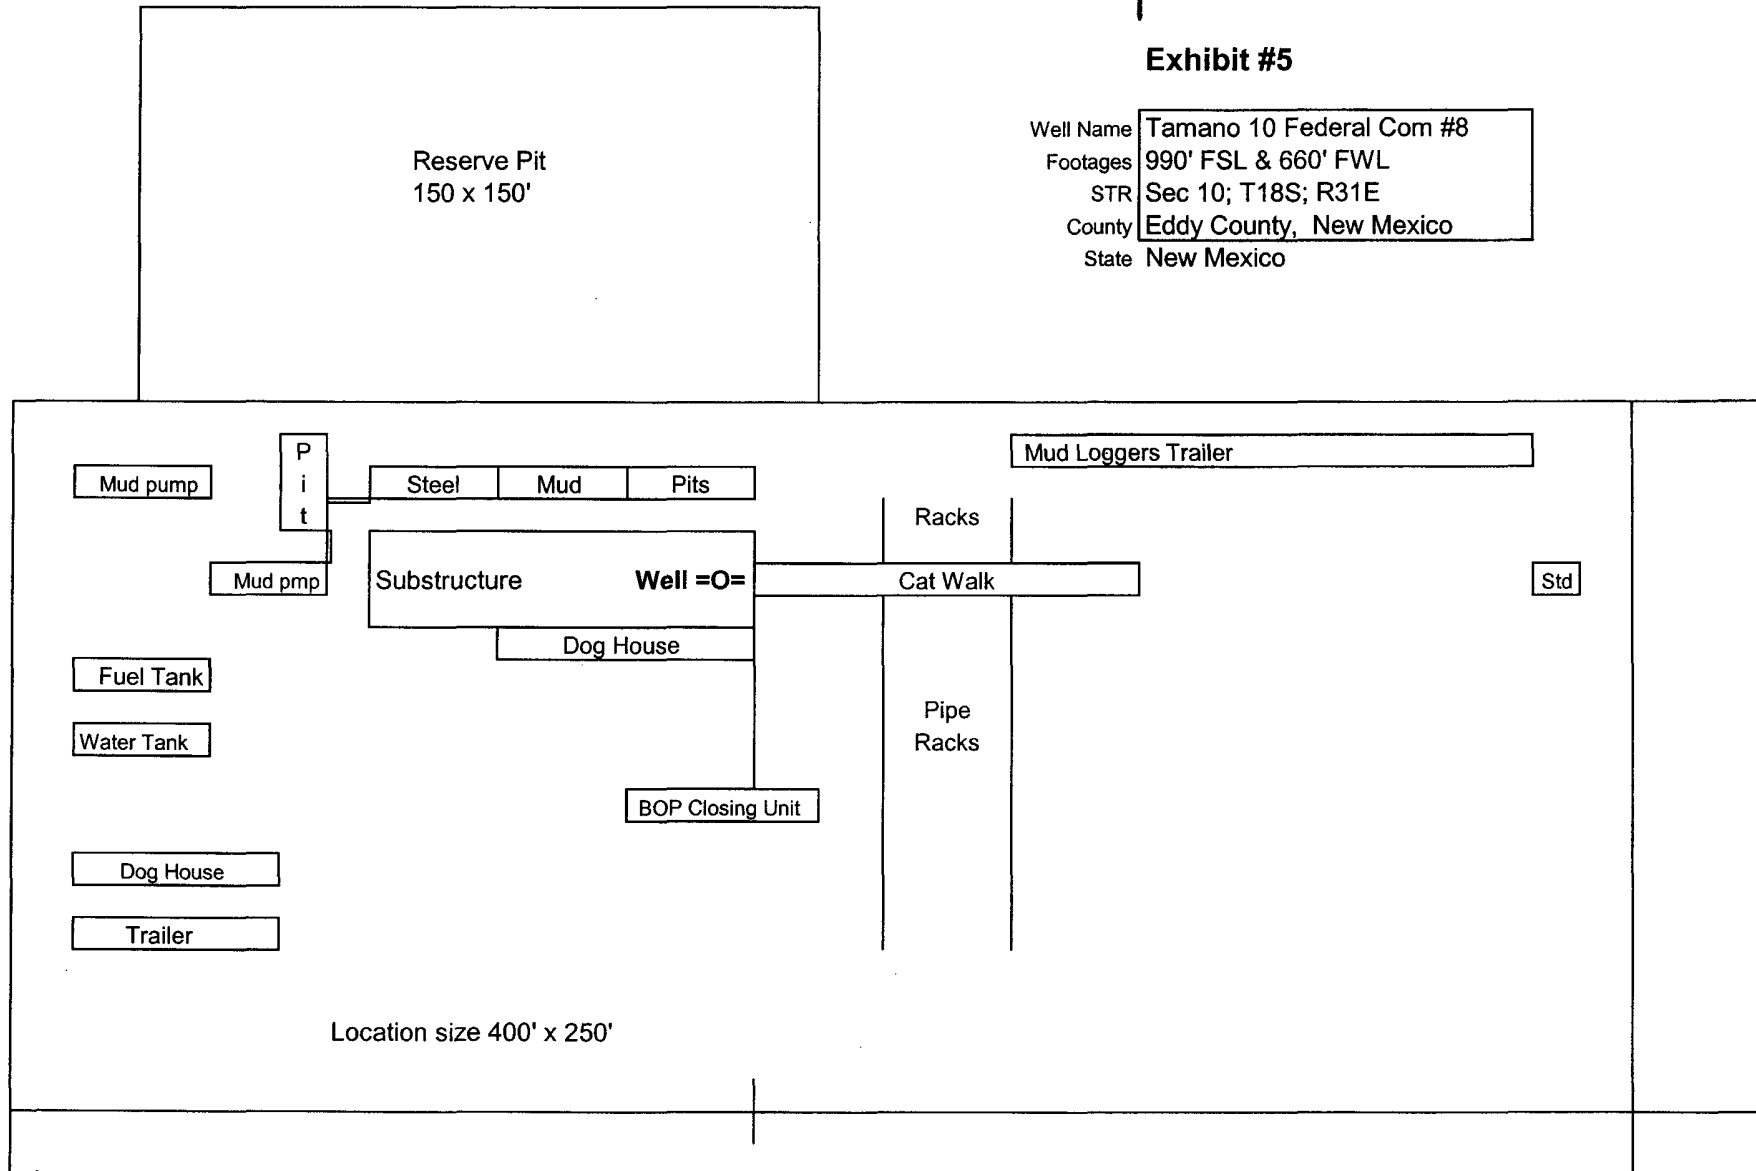 Exhibit #5
Well Name Tamano 10 Federal Com #8
Footages 990' FSL & 660' FWL
STR Sec 10; T18S; R31E
County Eddy County, New Mexico
State New Mexico
Reserve Pit
150 x 150'
Mud Loggers Trailer
Pit
Mud pump
Steel Mud Pits
Racks
Mud pmp
Substructure Well =O=
Cat Walk
Std
Dog House
Fuel Tank
Pipe
Racks
Water Tank
BOP Closing Unit
Dog House
Trailer
Location size 400' x 250'